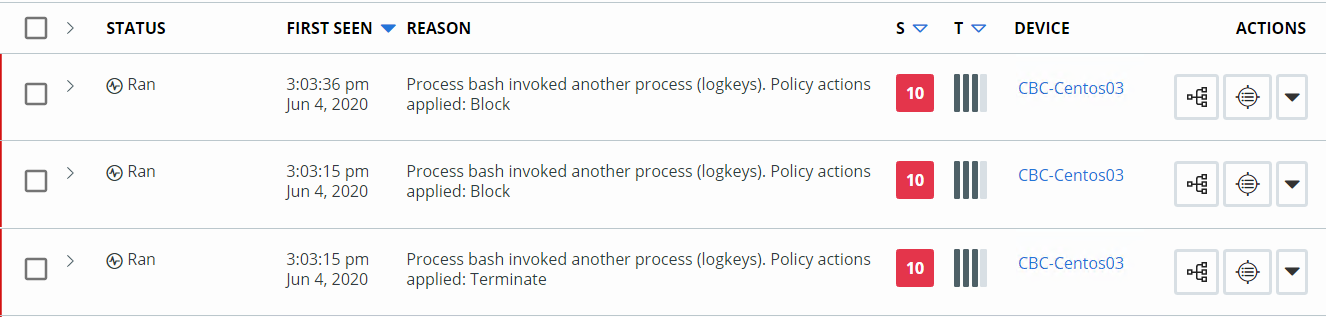 STATUS FIRST SEEN REASON S T DEVICE ACTIONS
Ran 3:03:36 pm Process bash invoked another process (logkeys). Policy actions 10 CBC-Centos03
Jun 4, 2020 applied: Block
Ran 3:03:15 pm Process bash invoked another process (logkeys). Policy actions 10 CBC-Centos03
Jun 4, 2020 applied: Block
Ran 3:03:15 pm Process bash invoked another process (logkeys). Policy actions 10 CBC-Centos03
Jun 4, 2020 applied: Terminate